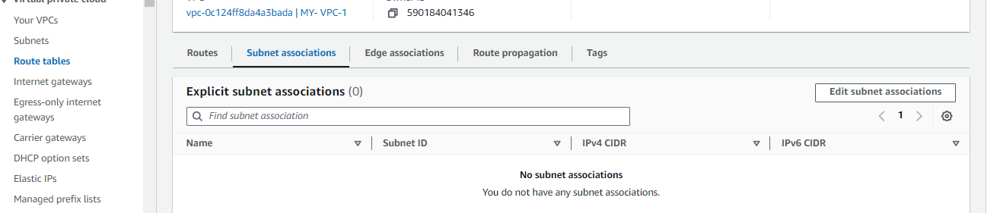 Virtual private cloud
Your VPCs
Subnets
Route tables
Internet gateways
Egress-only internet
gateways
Carrier gateways
DHCP option sets
Elastic IPs
Managed prefix lists
vpc-0c124ff8da4a3bada | MY- VPC-1
590184041346
Routes
Subnet associations
Edge associations
Route propagation
Tags
Explicit subnet associations (0)
Edit subnet associations
Find subnet association
1
Name
Subnet ID
IPv4 CIDR
IPv6 CIDR
No subnet associations
You do not have any subnet associations.